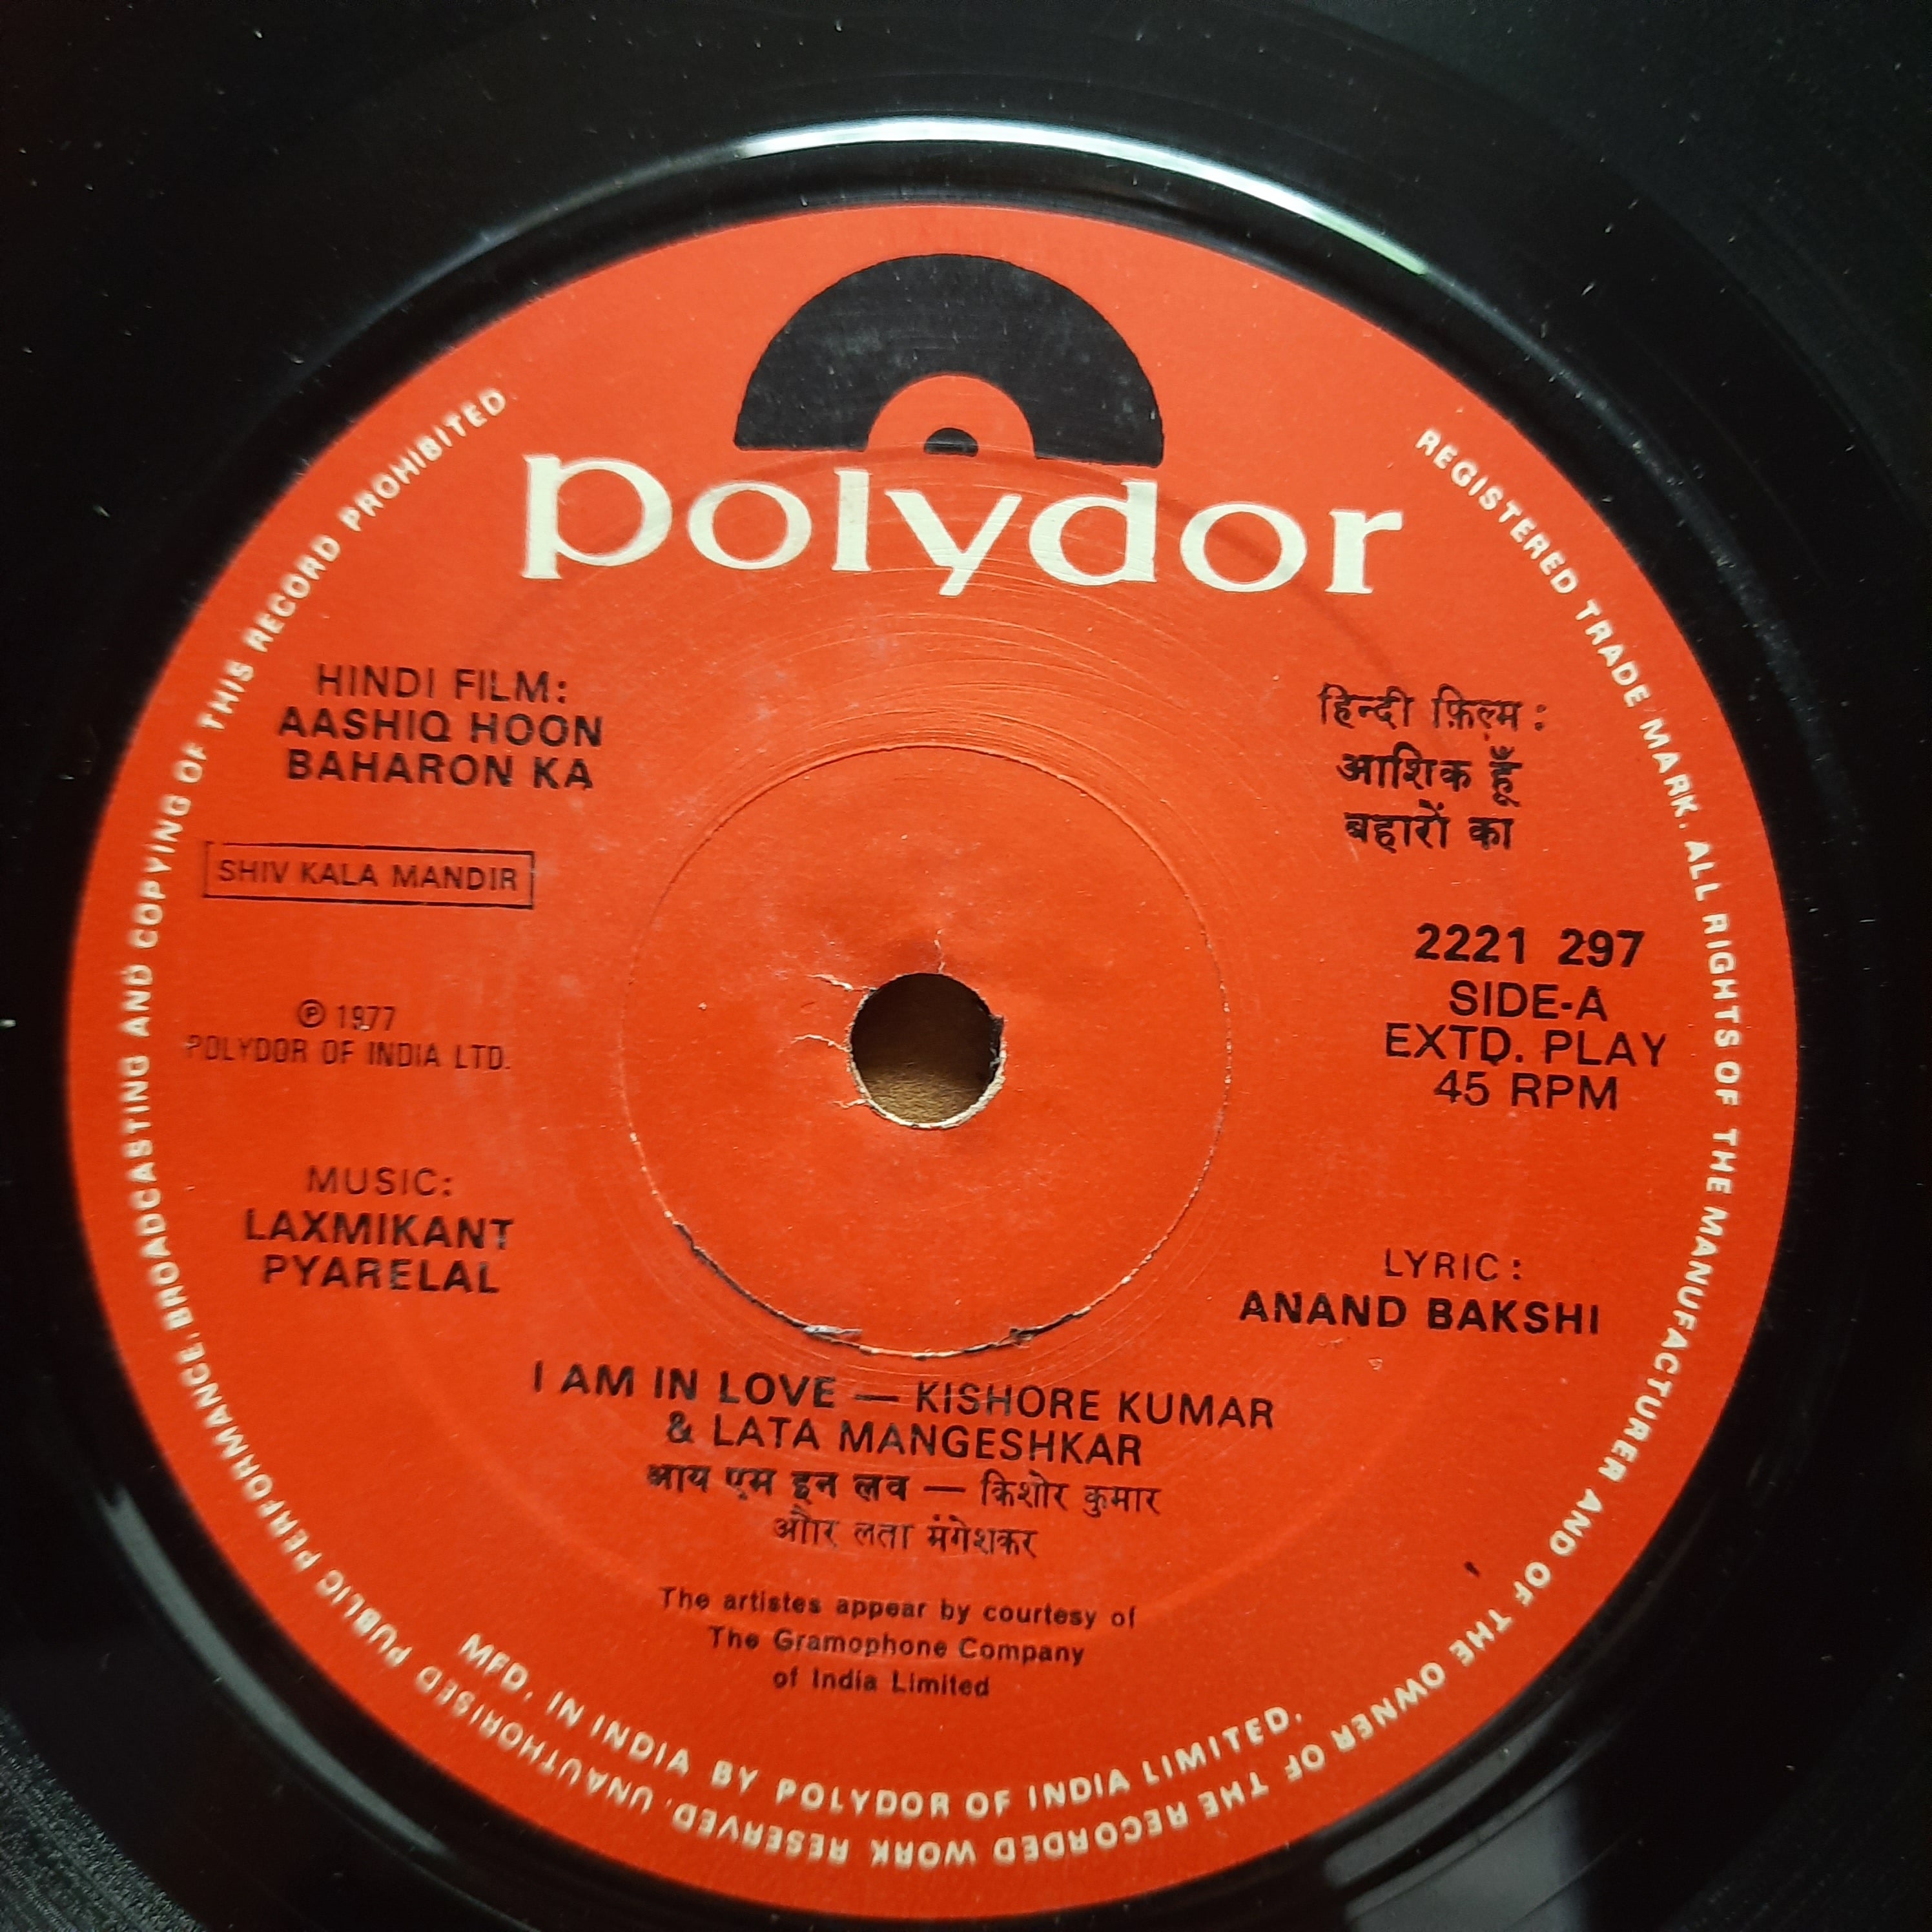 polydor
HINDI FILM:
AASHIQ HOON
BAHARON KA
SHIV KALA MANDIR
℗ 1977
POLYDOR OF INDIA LTD.
MUSIC:
LAXMIKANT
PYARELAL
हिन्दी फ़िल्म :
आशिक हूँ
बहारों का
2221 297
SIDE-A
EXTD. PLAY
45 RPM
LYRIC :
ANAND BAKSHI
I AM IN LOVE — KISHORE KUMAR
& LATA MANGESHKAR
आय एम इन लव — किशोर कुमार
और लता मंगेशकर
The artistes appear by courtesy of
The Gramophone Company
of India Limited
MFD. IN INDIA BY POLYDOR OF INDIA LIMITED.
REGISTERED TRADE MARK. ALL RIGHTS OF THE MANUFACTURER AND OF THE OWNER OF THE RECORDED WORK RESERVED. UNAUTHORISED PUBLIC PERFORMANCE, BROADCASTING AND COPYING OF THIS RECORD PROHIBITED